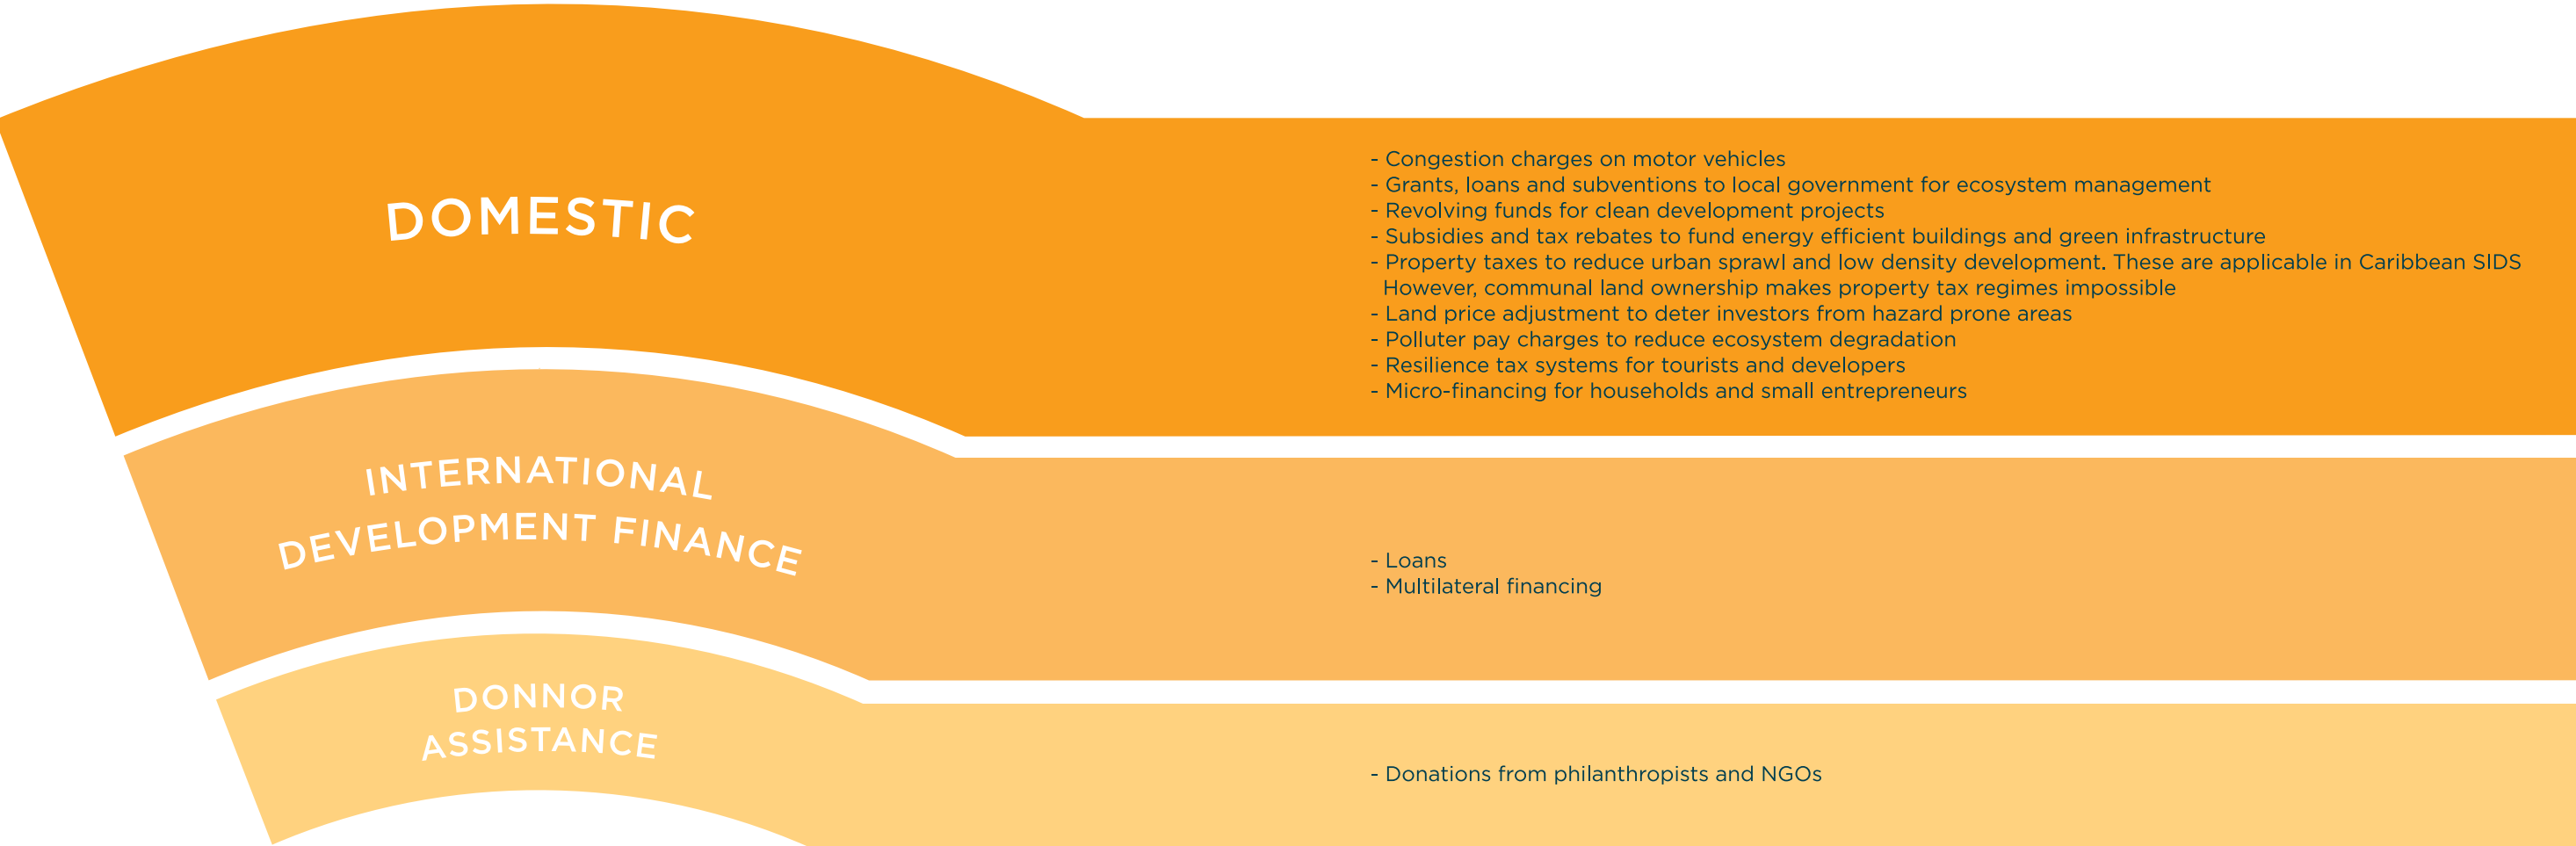 DOMESTIC
- Congestion charges on motor vehicles
- Grants, loans and subventions to local government for ecosystem management
- Revolving funds for clean development projects
- Subsidies and tax rebates to fund energy efficient buildings and green infrastructure
- Property taxes to reduce urban sprawl and low density development. These are applicable in Caribbean SIDS
However, communal land ownership makes property tax regimes impossible
- Land price adjustment to deter investors from hazard prone areas
- Polluter pay charges to reduce ecosystem degradation
- Resilience tax systems for tourists and developers
- Micro-financing for households and small entrepreneurs
INTERNATIONAL
DEVELOPMENT FINANCE
- Loans
- Multilateral financing
DONNOR
ASSISTANCE
- Donations from philanthropists and NGOs